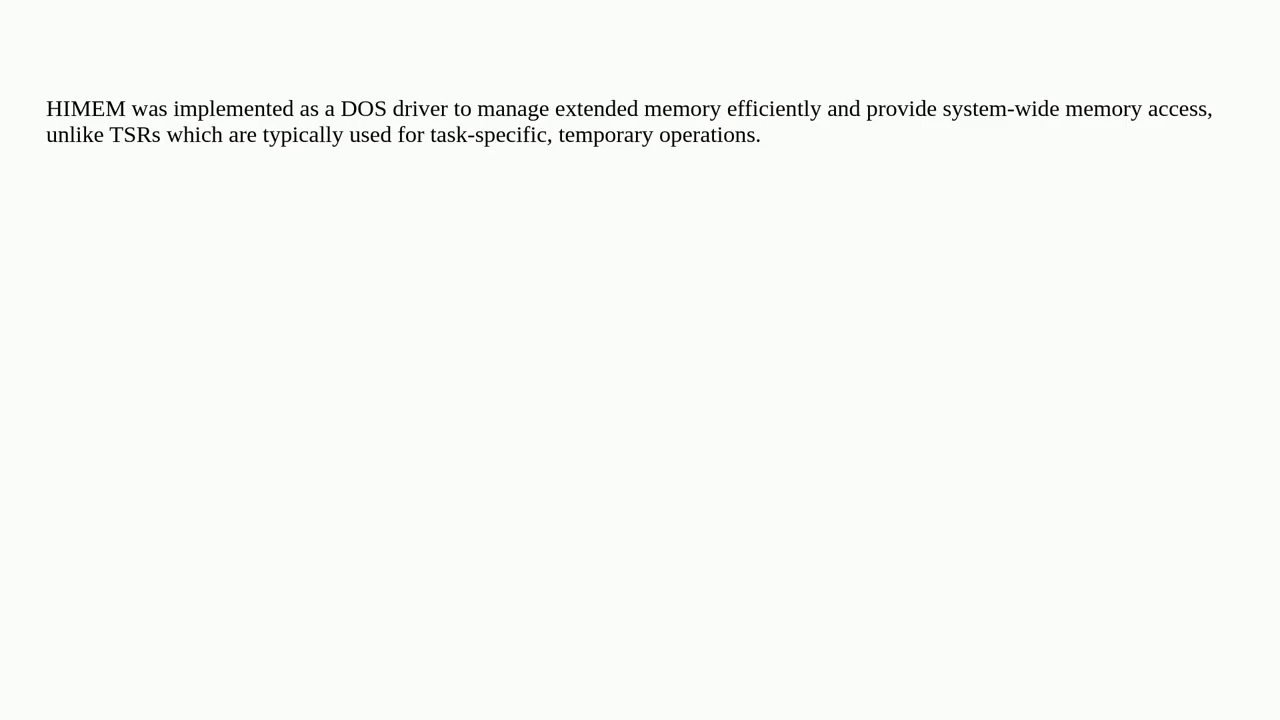 HIMEM was implemented as a DOS driver to manage extended memory efficiently and provide system-wide memory access,
unlike TSRs which are typically used for task-specific, temporary operations.